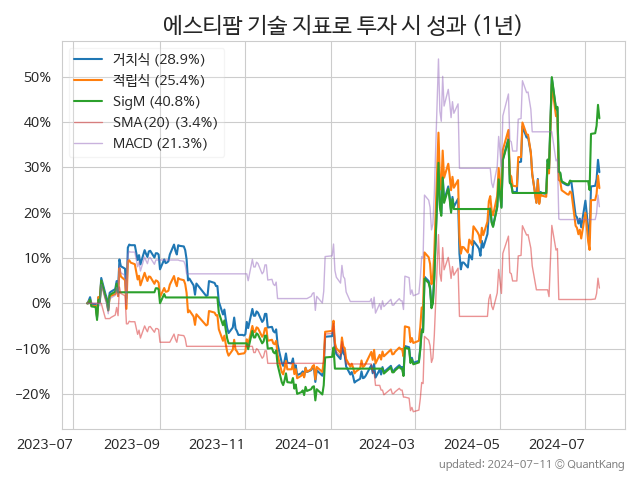 에스티팜 기술 지표로 투자 시 성과 (1년)
거치식 (28.9%)
적립식 (25.4%)
SigM (40.8%)
SMA(20) (3.4%)
MACD (21.3%)
50%
40%
30%
20%
10%
0%
−10%
−20%
2023-07 2023-09 2023-11 2024-01 2024-03 2024-05 2024-07
updated: 2024-07-11 © QuantKang